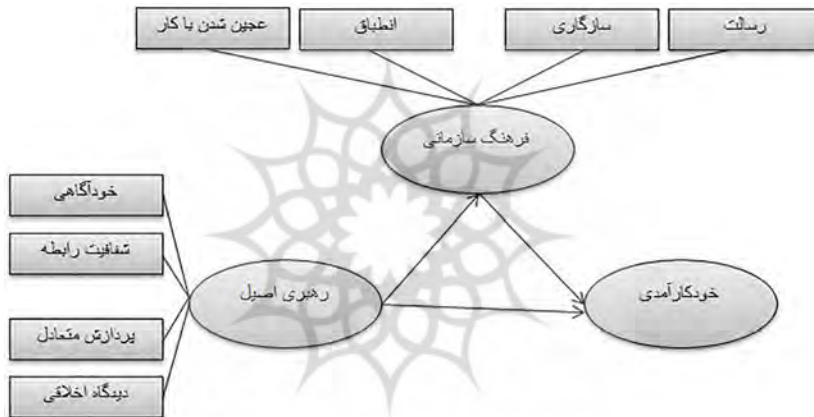 رسالت
سازگاری
انطباق
عجین شدن با کار
فرهنگ سازمانی
خودآگاهی
شفافیت رابطه
پردازش متعادل
دیدگاه اخلاقی
رهبری اصیل
خودکارآمدی